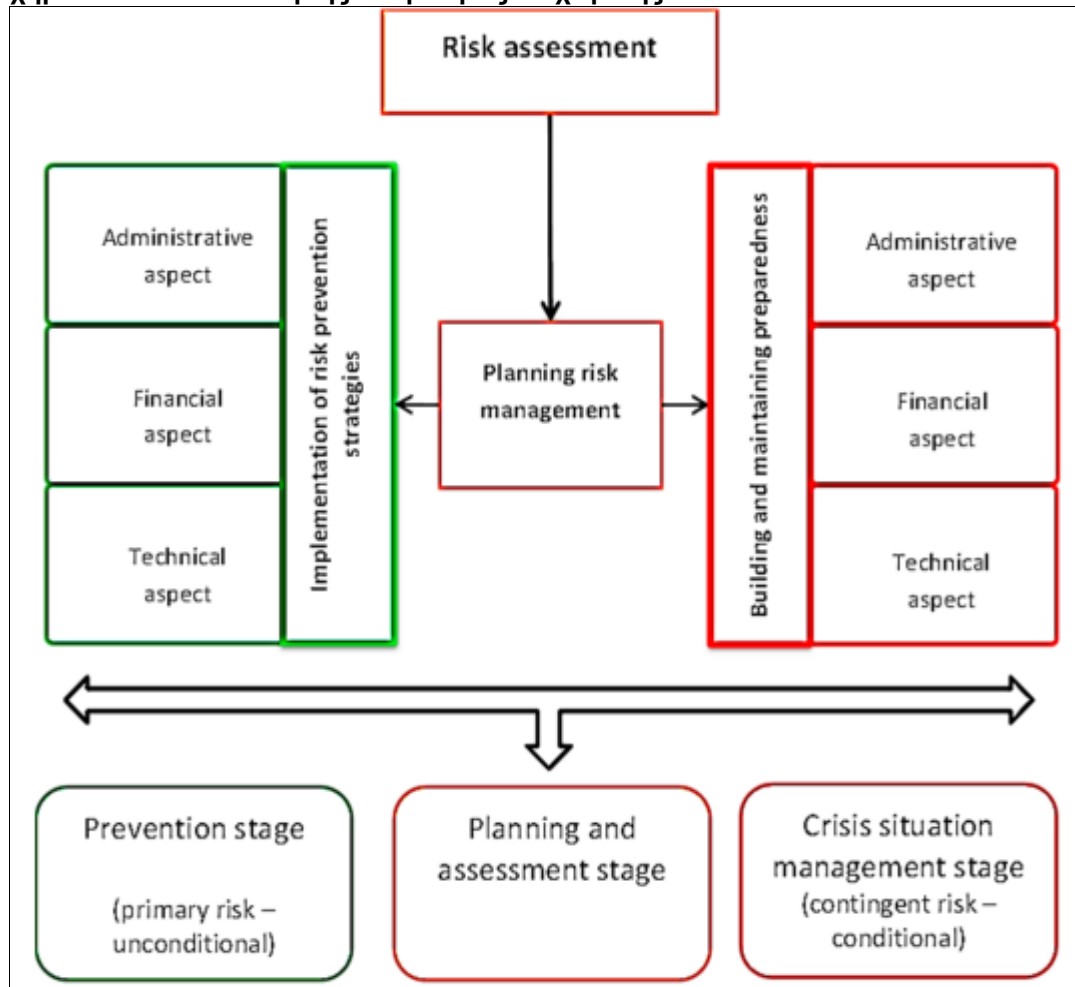 Risk assessment
Administrative
aspect
Financial
aspect
Technical
aspect
Implementation of risk prevention
strategies
Planning risk
management
Building and maintaining preparedness
Administrative
aspect
Financial
aspect
Technical
aspect
Prevention stage
(primary risk –
unconditional)
Planning and
assessment stage
Crisis situation
management stage
(contingent risk –
conditional)